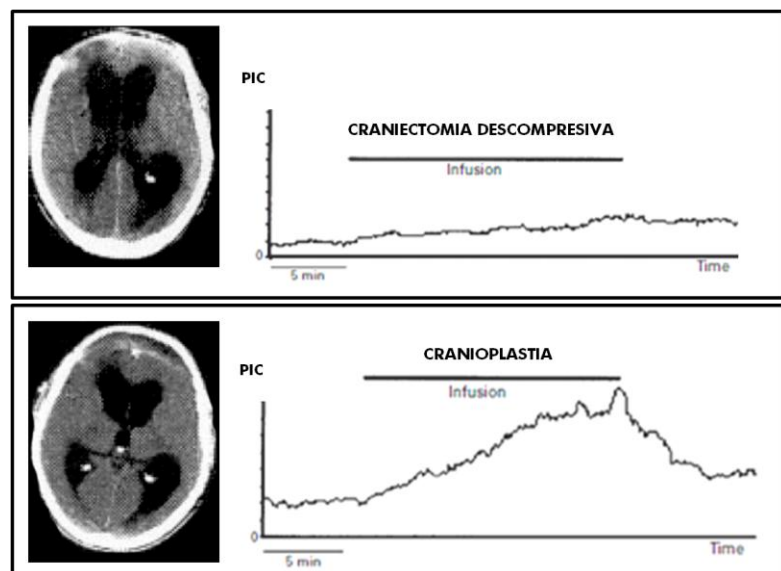 PIC
CRANIECTOMIA DESCOMPRESIVA
Infusion
0
5 min
Time
PIC
CRANIOPLASTIA
Infusion
0
5 min
Time